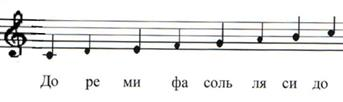 До ре ми фа соль ля си до